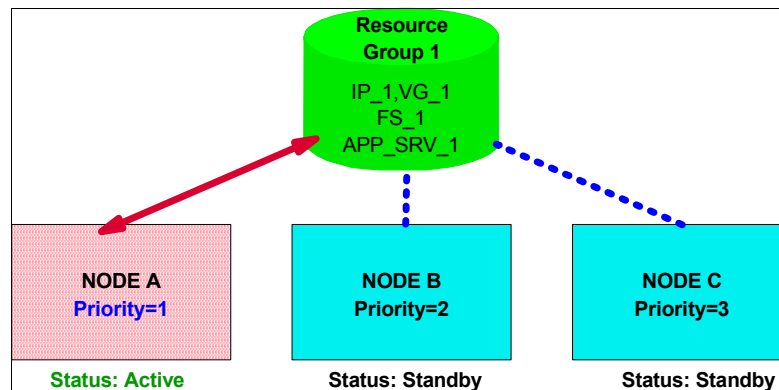 Resource
Group 1
IP_1,VG_1
FS_1
APP_SRV_1
NODE A
Priority=1
NODE B
Priority=2
NODE C
Priority=3
Status: Active
Status: Standby
Status: Standby